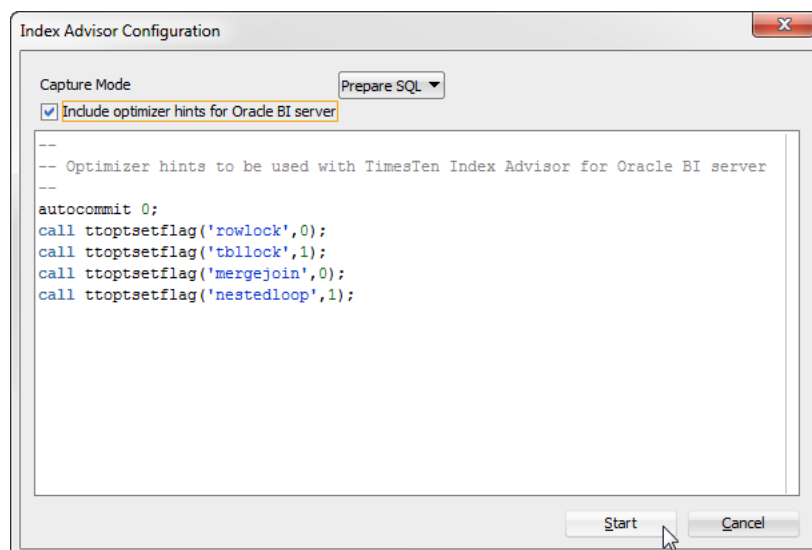 Index Advisor Configuration
Capture Mode Prepare SQL
Include optimizer hints for Oracle BI server
--
-- Optimizer hints to be used with TimesTen Index Advisor for Oracle BI server
--
autocommit 0;
call ttoptsetflag('rowlock',0);
call ttoptsetflag('tbllock',1);
call ttoptsetflag('mergejoin',0);
call ttoptsetflag('nestedloop',1);
Start Cancel